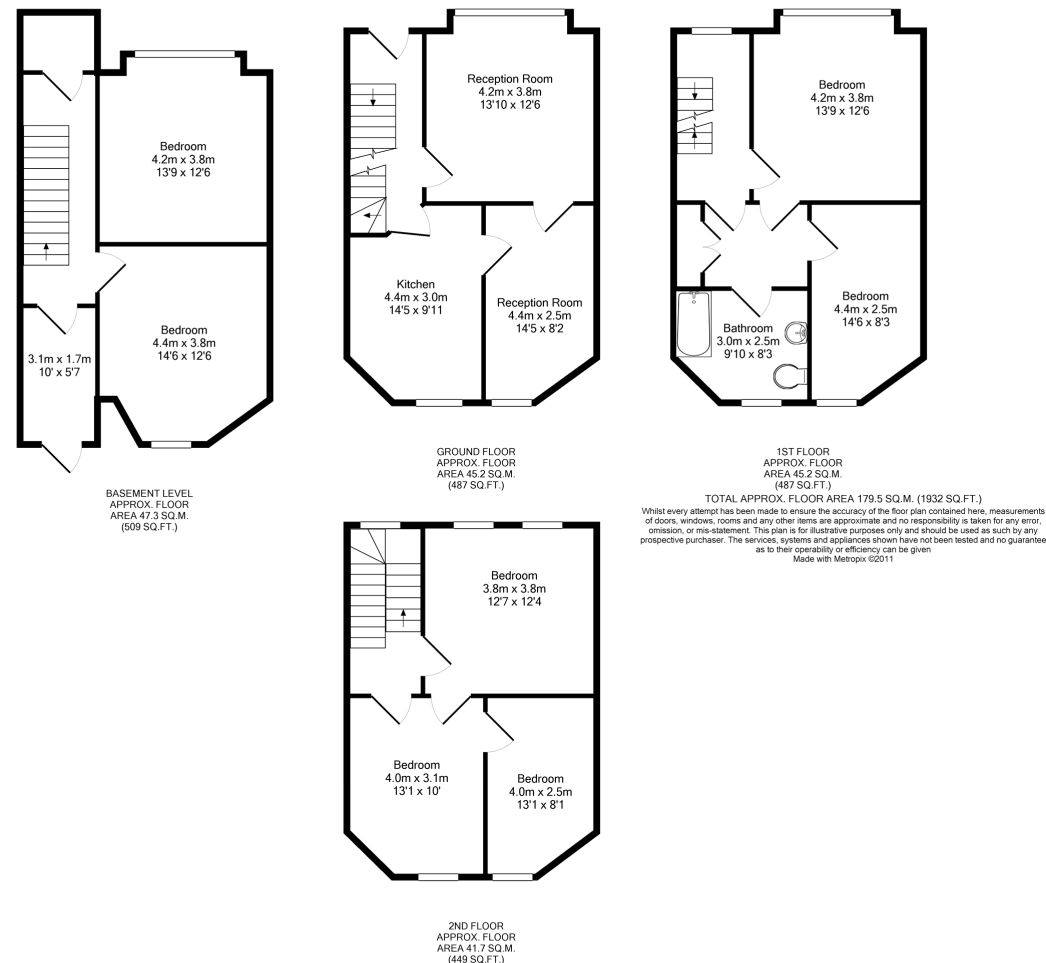 Bedroom
4.2m x 3.8m
13'9 x 12'6
Bedroom
4.4m x 3.8m
14'6 x 12'6
3.1m x 1.7m
10' x 5'7
BASEMENT LEVEL
APPROX. FLOOR
AREA 47.3 SQ.M.
(509 SQ.FT.)
Reception Room
4.2m x 3.8m
13'10 x 12'6
Kitchen
4.4m x 3.0m
14'5 x 9'11
Reception Room
4.4m x 2.5m
14'5 x 8'2
GROUND FLOOR
APPROX. FLOOR
AREA 45.2 SQ.M.
(487 SQ.FT.)
Bedroom
4.2m x 3.8m
13'9 x 12'6
Bedroom
4.4m x 2.5m
14'6 x 8'3
Bathroom
3.0m x 2.5m
9'10 x 8'3
1ST FLOOR
APPROX. FLOOR
AREA 45.2 SQ.M.
(487 SQ.FT.)
TOTAL APPROX. FLOOR AREA 179.5 SQ.M. (1932 SQ.FT.)
Whilst every attempt has been made to ensure the accuracy of the floor plan contained here, measurements
of doors, windows, rooms and any other items are approximate and no responsibility is taken for any error,
omission, or mis-statement. This plan is for illustrative purposes only and should be used as such by any
prospective purchaser. The services, systems and appliances shown have not been tested and no guarantee
as to their operability or efficiency can be given
Made with Metropix ©2011
Bedroom
3.8m x 3.8m
12'7 x 12'4
Bedroom
4.0m x 3.1m
13'1 x 10'
Bedroom
4.0m x 2.5m
13'1 x 8'1
2ND FLOOR
APPROX. FLOOR
AREA 41.7 SQ.M.
(449 SQ.FT.)